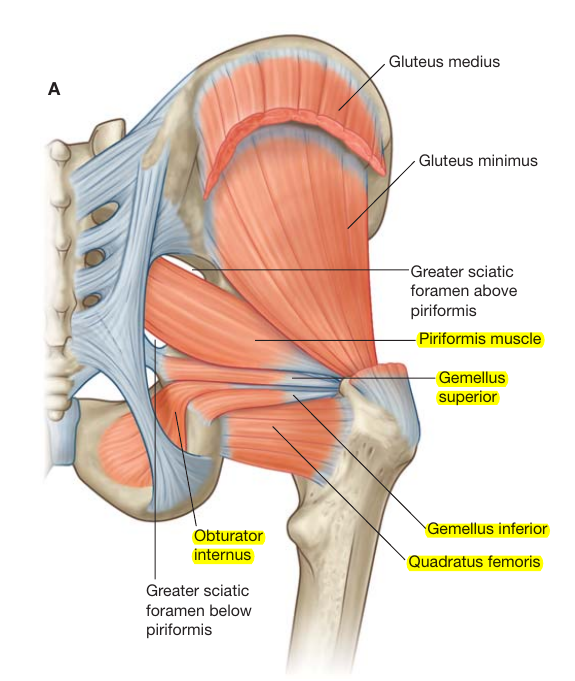 Gluteus medius
A
Gluteus minimus
Greater sciatic
foramen above
piriformis
Piriformis muscle
Gemellus
superior
Gemellus inferior
Obturator
internus
Quadratus femoris
Greater sciatic
foramen below
piriformis